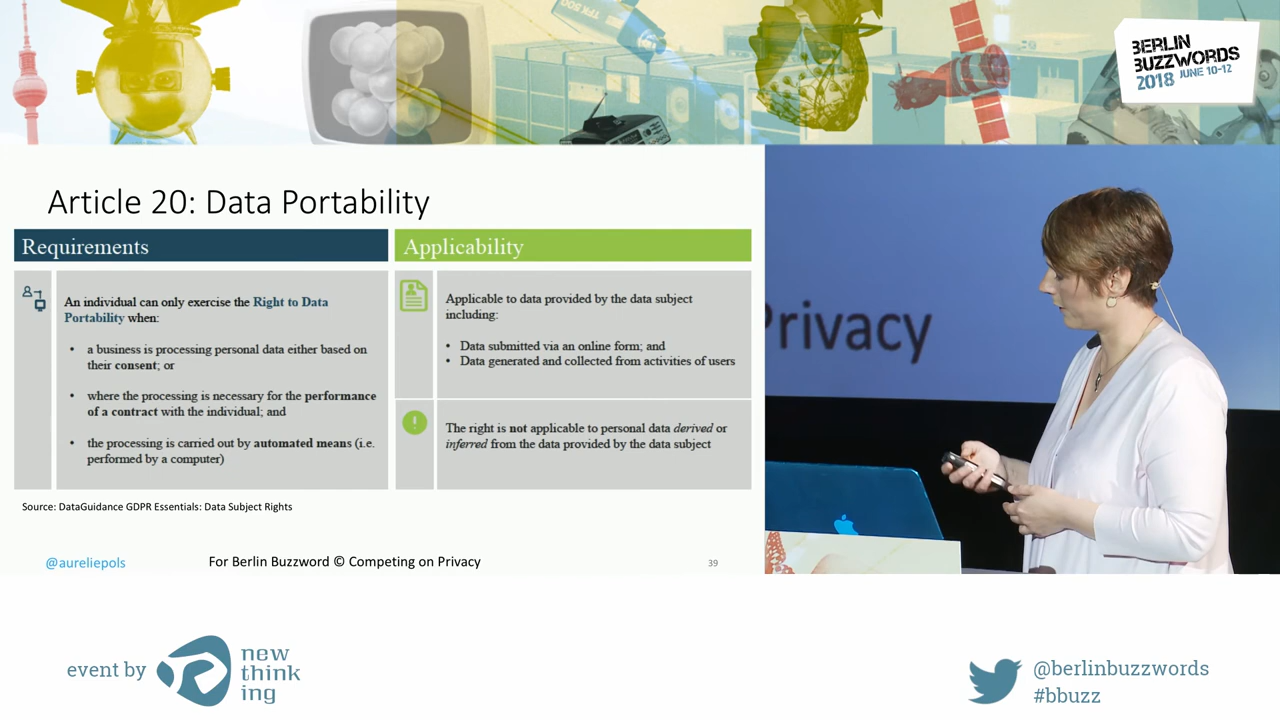 TFK 500
BERLIN
BUZZWORDS
2018 JUNE 10-12
Article 20: Data Portability
Requirements
An individual can only exercise the Right to Data
Portability when:
• a business is processing personal data either based on
their consent; or
• where the processing is necessary for the performance
of a contract with the individual; and
• the processing is carried out by automated means (i.e.
performed by a computer)
Applicability
Applicable to data provided by the data subject
including:
• Data submitted via an online form; and
• Data generated and collected from activities of users
The right is not applicable to personal data derived or
inferred from the data provided by the data subject
Source: DataGuidance GDPR Essentials: Data Subject Rights
@aureliepols
For Berlin Buzzword © Competing on Privacy
39
Privacy
event by
new
think
ing
@berlinbuzzwords
#bbuzz